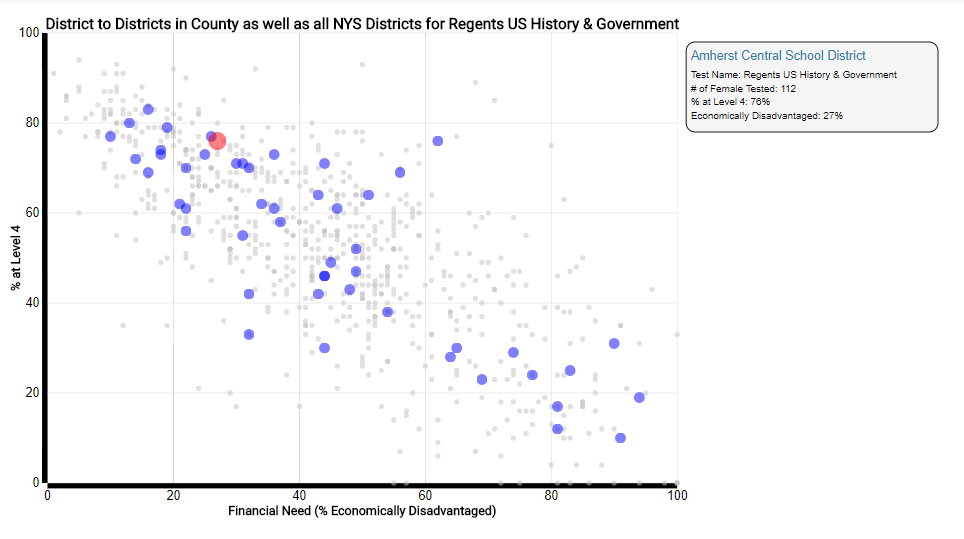 District to Districts in County as well as all NYS Districts for Regents US History & Government
Amherst Central School District
Test Name: Regents US History & Government
# of Female Tested: 112
% at Level 4: 76%
Economically Disadvantaged: 27%
% at Level 4
100
80
60
40
20
0
0 20 40 60 80 100
Financial Need (% Economically Disadvantaged)